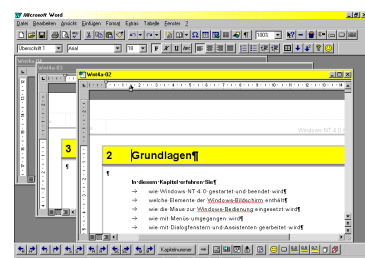 Microsoft Word
Datei Bearbeiten Ansicht Einfügen Format Extras Tabelle Fenster ?
Überschrift 1 Arial 18 F K U
100%
Wnt4a-03
Wnt4a-02
3
Windows NT 4.0
2 Grundlagen¶
¶
In·diesem·Kapitel·erfahren·Sie¶
→ wie·Windows·NT·4.0·gestartet·und·beendet·wird¶
→ welche·Elemente·der·Windows-Bildschirm·enthält¶
→ wie·die·Maus·zur·Windows-Bedienung·eingesetzt·wird¶
→ wie·mit·Menüs·umgegangen·wird¶
→ wie·mit·Dialogfenstern·und·Assistenten·gearbeitet·wird¶
Kapitelnummer